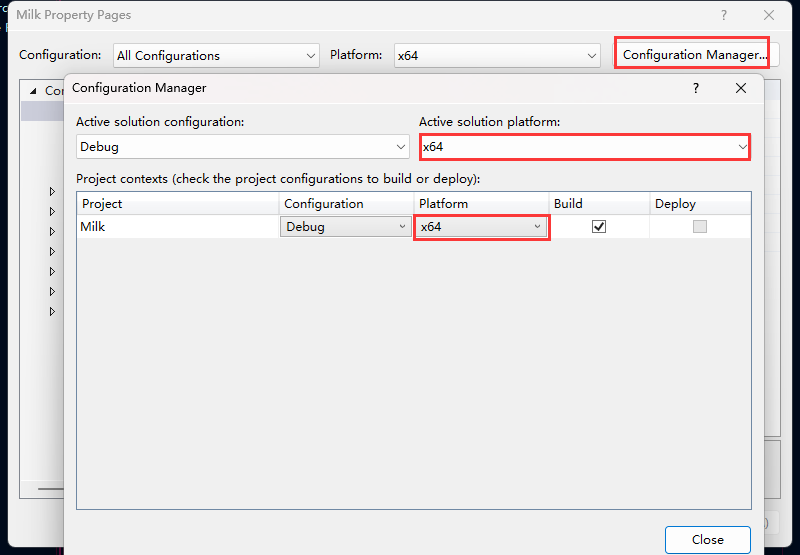 Milk Property Pages
Configuration: All Configurations Platform: x64 Configuration Manager...
Configuration Manager
Active solution configuration: Active solution platform:
Debug x64
Project contexts (check the project configurations to build or deploy):
Project Configuration Platform Build Deploy
Milk Debug x64
Close